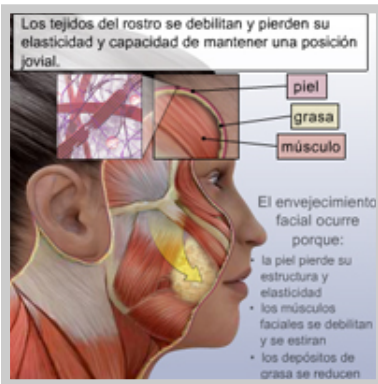 Los tejidos del rostro se debilitan y pierden su
elasticidad y capacidad de mantener una posición
jovial.
piel
grasa
músculo
El envejecimiento
facial ocurre
porque:
• la piel pierde su
estructura y
elasticidad
• los músculos
faciales se debilitan
y se estiran
• los depósitos de
grasa se reducen